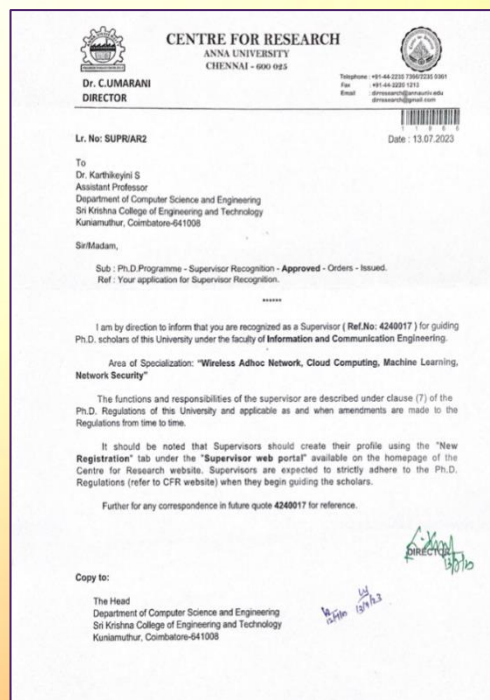 CENTRE FOR RESEARCH
ANNA UNIVERSITY
CHENNAI - 600 025
Dr. C.UMARANI
DIRECTOR
Telephone : +91-44-2235 7366/2235 0361
Fax : +91-44-2220 1213
Email : dirresearch@annauniv.edu
dirresearch@gmail.com
Lr. No: SUPR/AR2
Date : 13.07.2023
To
Dr. Karthikeyini S
Assistant Professor
Department of Computer Science and Engineering
Sri Krishna College of Engineering and Technology
Kuniamuthur, Coimbatore-641008
Sir/Madam,
Sub : Ph.D.Programme - Supervisor Recognition - Approved - Orders - Issued.
Ref : Your application for Supervisor Recognition.
******
I am by direction to inform that you are recognized as a Supervisor ( Ref.No: 4240017 ) for guiding
Ph.D. scholars of this University under the faculty of Information and Communication Engineering.
Area of Specialization: "Wireless Adhoc Network, Cloud Computing, Machine Learning,
Network Security"
The functions and responsibilities of the supervisor are described under clause (7) of the
Ph.D. Regulations of this University and applicable as and when amendments are made to the
Regulations from time to time.
It should be noted that Supervisors should create their profile using the "New
Registration" tab under the "Supervisor web portal" available on the homepage of the
Centre for Research website. Supervisors are expected to strictly adhere to the Ph.D.
Regulations (refer to CFR website) when they begin guiding the scholars.
Further for any correspondence in future quote 4240017 for reference.
DIRECTOR
Copy to:
The Head
Department of Computer Science and Engineering
Sri Krishna College of Engineering and Technology
Kuniamuthur, Coimbatore-641008